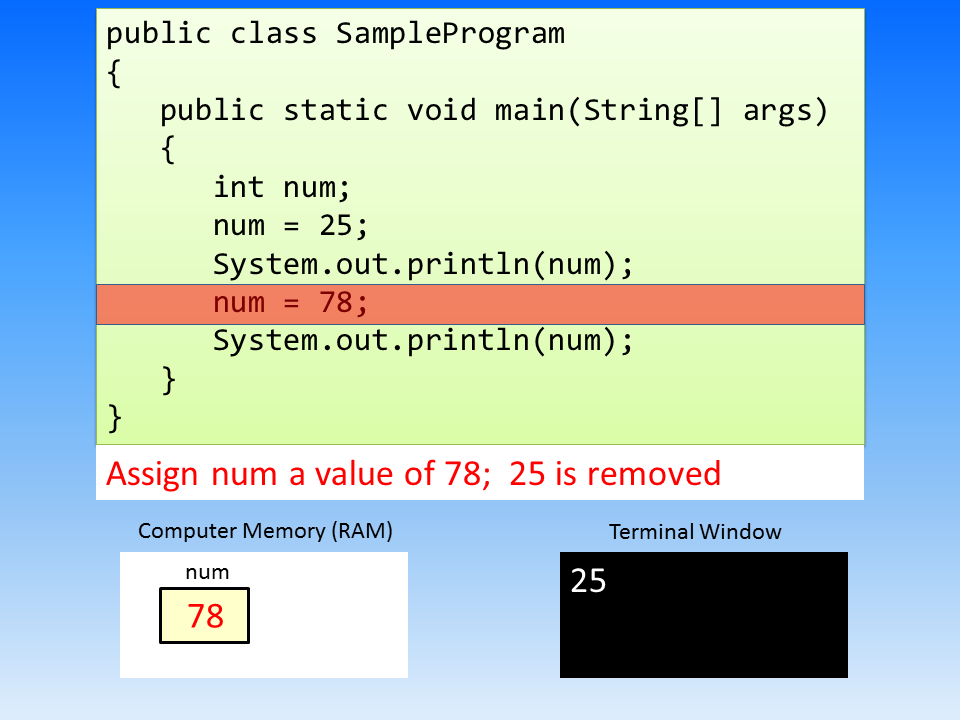 public class SampleProgram
{
   public static void main(String[] args)
   {
      int num;
      num = 25;
      System.out.println(num);
      num = 78;
      System.out.println(num);
   }
}
Assign num a value of 78;  25 is removed
Computer Memory (RAM)
num
78
Terminal Window
25